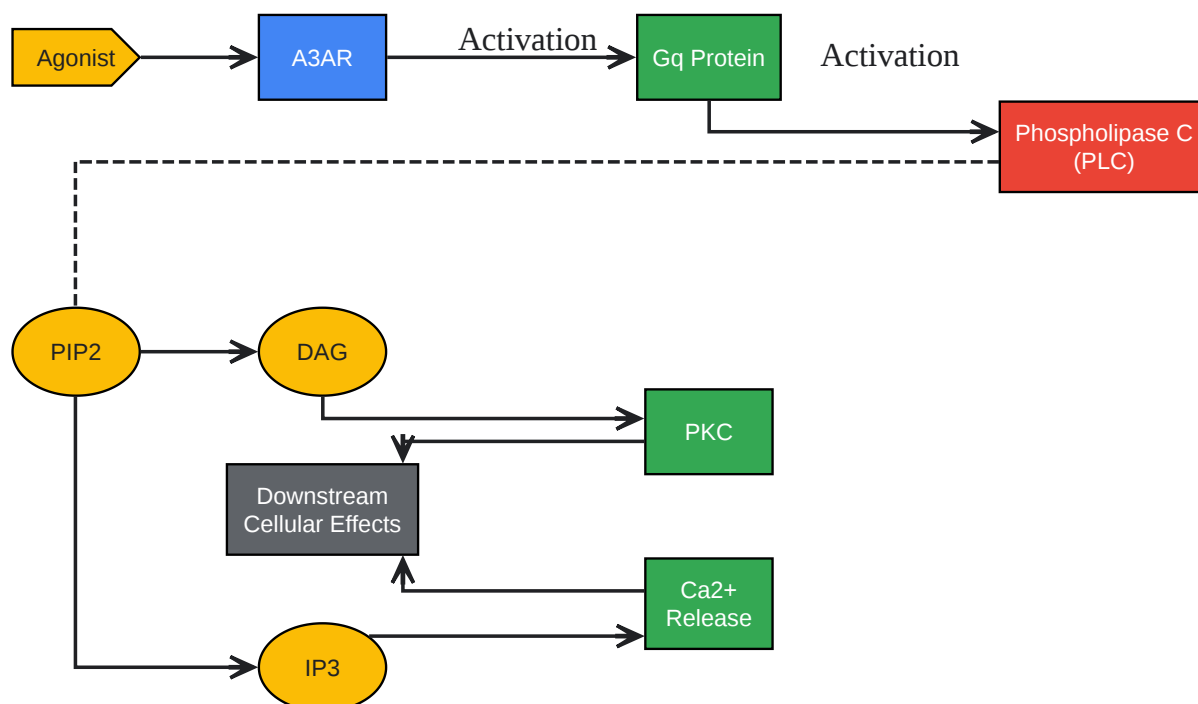 Agonist
A3AR
Activation
Gq Protein
Activation
Phospholipase C
(PLC)
PIP2
DAG
PKC
Downstream
Cellular Effects
Ca2+
Release
IP3